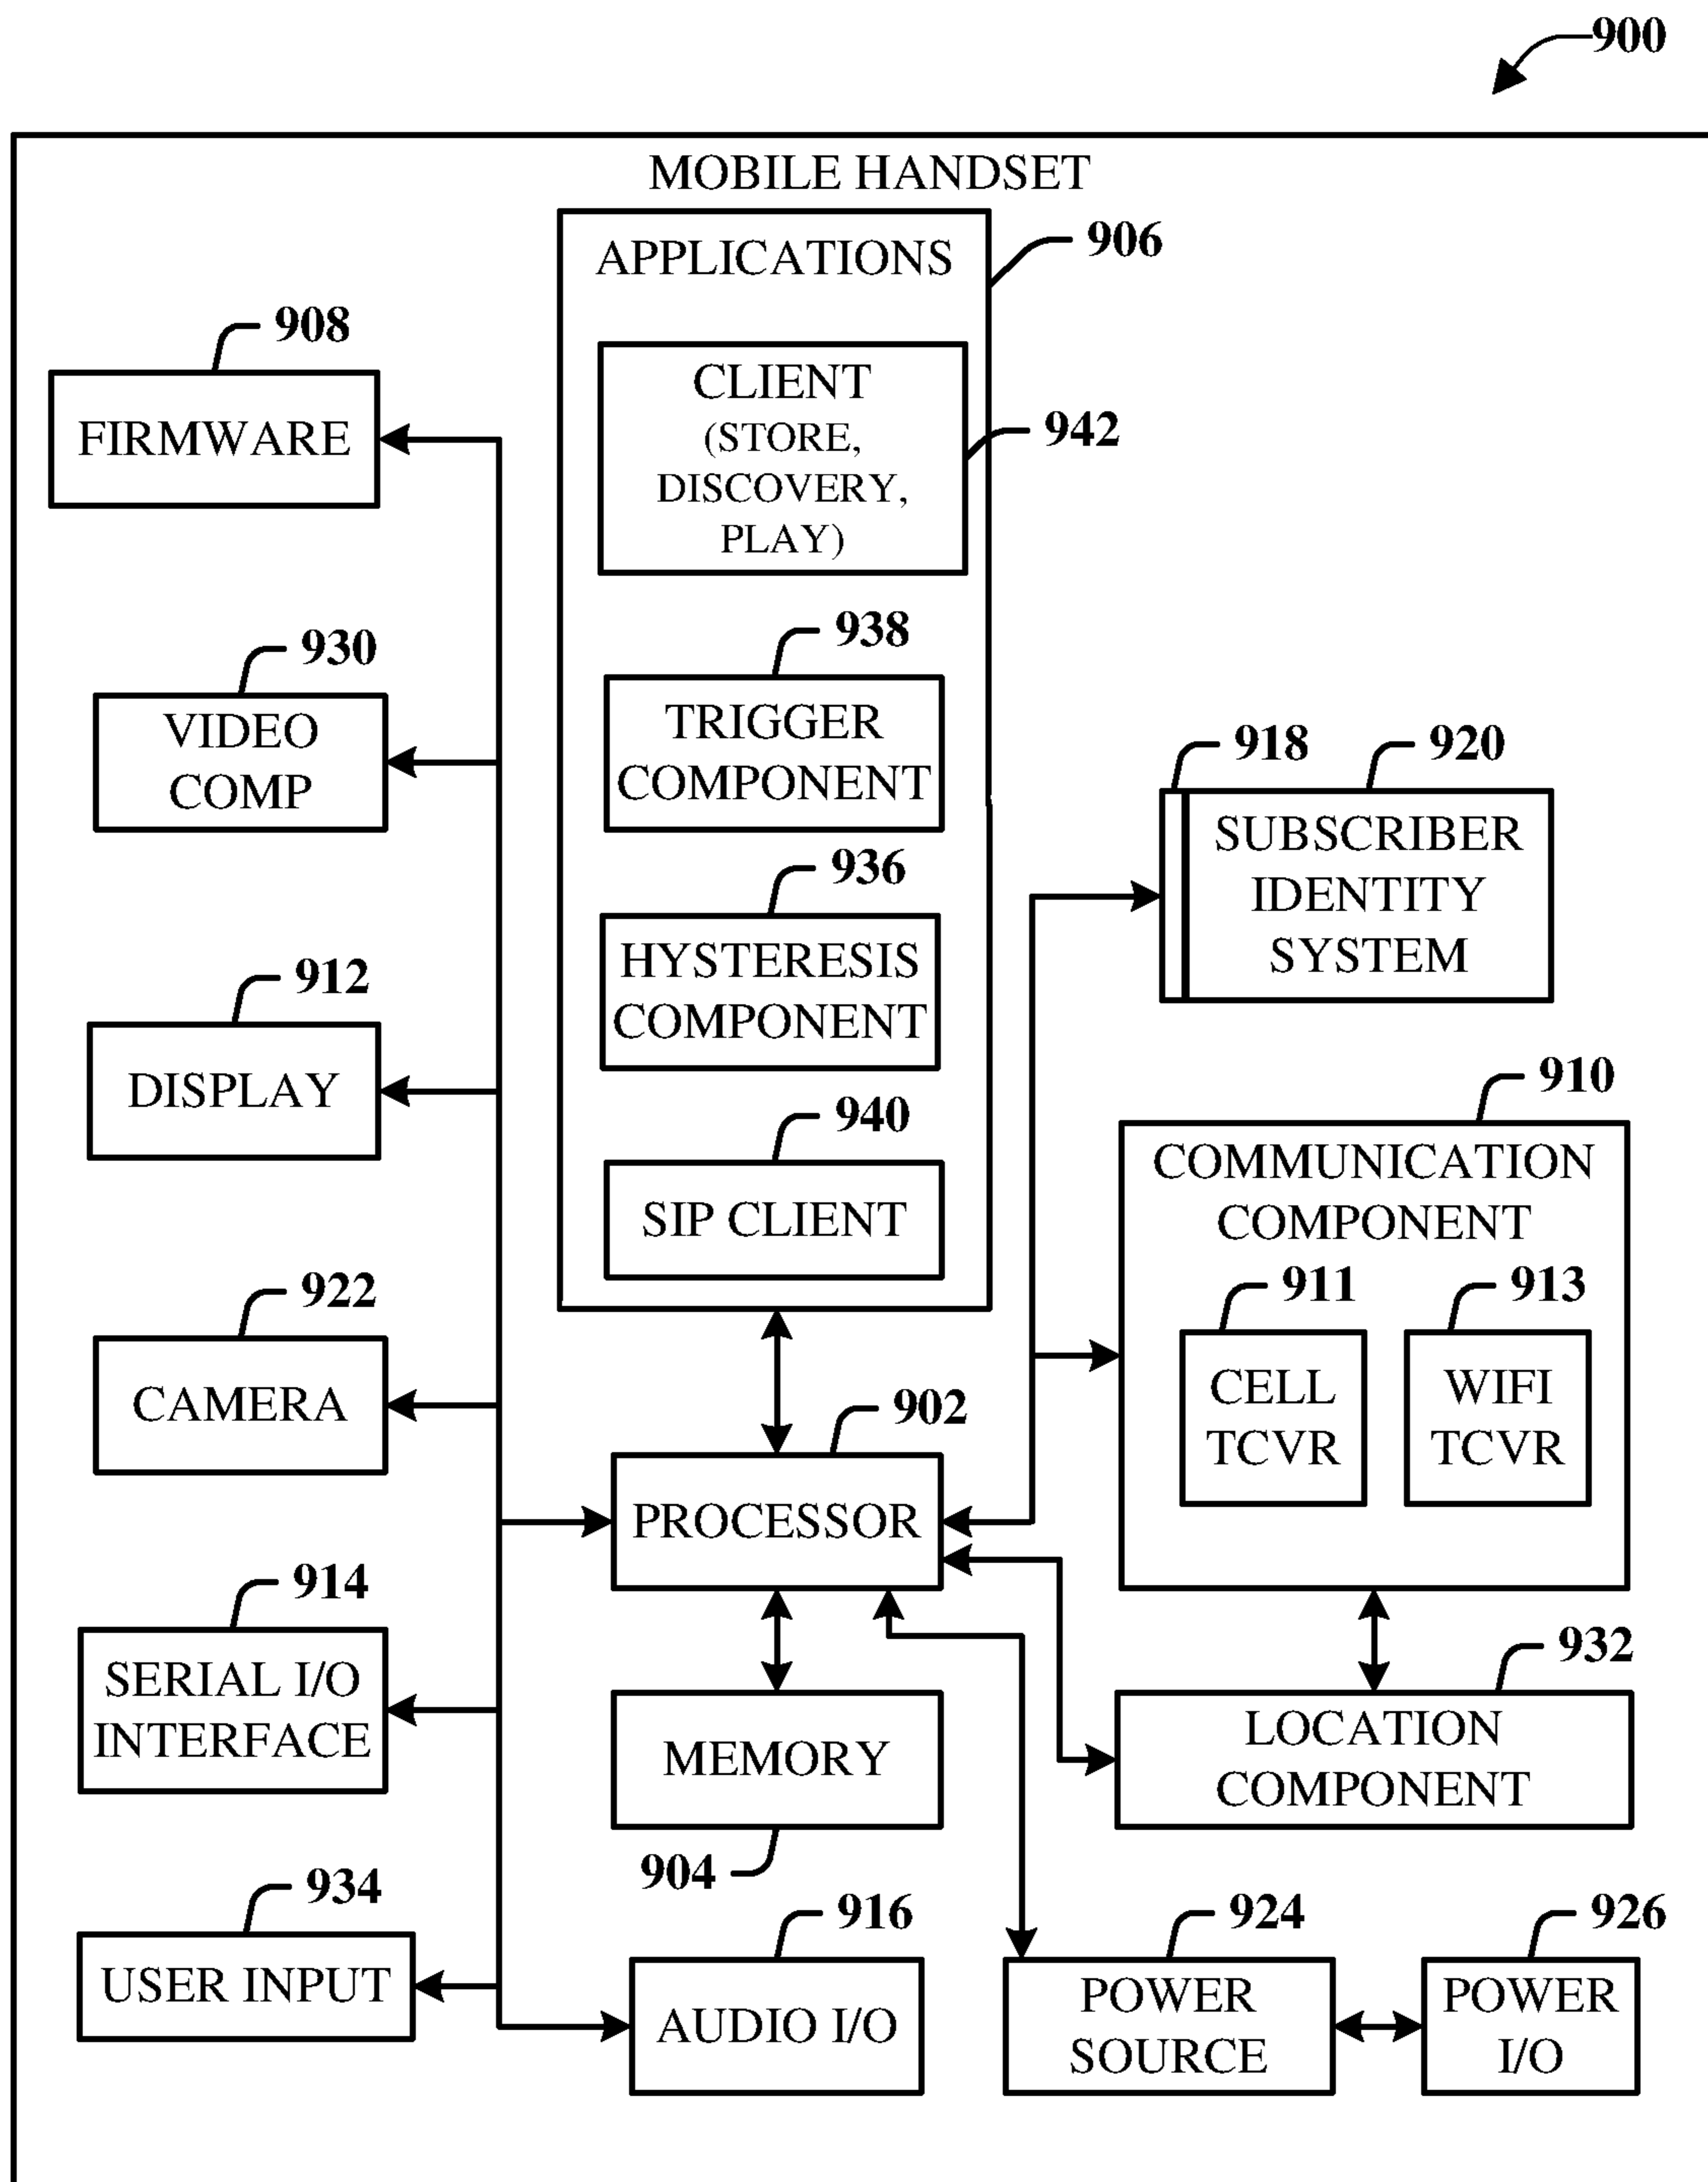 900
MOBILE HANDSET
APPLICATIONS
906
CLIENT
(STORE,
DISCOVERY,
PLAY)
942
908
FIRMWARE
938
TRIGGER
COMPONENT
930
VIDEO
COMP
936
HYSTERESIS
COMPONENT
918
920
SUBSCRIBER
IDENTITY
SYSTEM
912
DISPLAY
940
SIP CLIENT
910
COMMUNICATION
COMPONENT
911
CELL
TCVR
913
WIFI
TCVR
922
CAMERA
902
PROCESSOR
914
SERIAL I/O
INTERFACE
MEMORY
904
932
LOCATION
COMPONENT
934
USER INPUT
916
AUDIO I/O
924
POWER
SOURCE
926
POWER
I/O